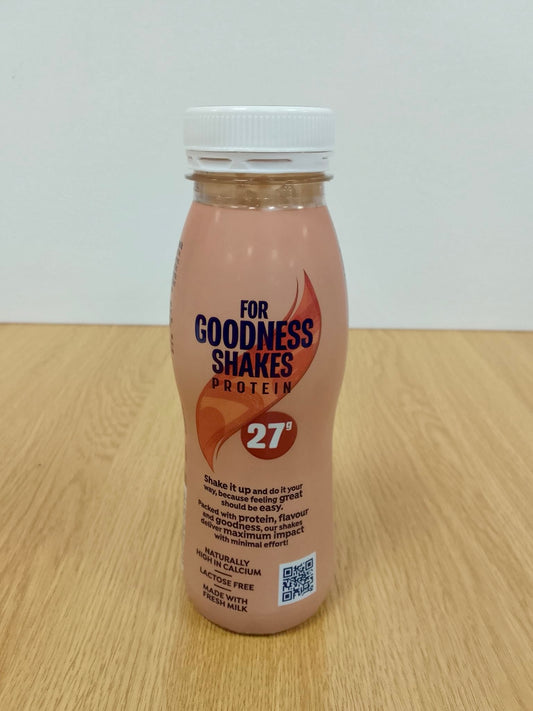 FOR
GOODNESS
SHAKES
PROTEIN
27g
Shake it up and do it your
way, because feeling great
should be easy.
Packed with protein, flavour
and goodness, our shakes
deliver maximum impact
with minimal effort!
NATURALLY
HIGH IN CALCIUM
LACTOSE FREE
MADE WITH
FRESH MILK